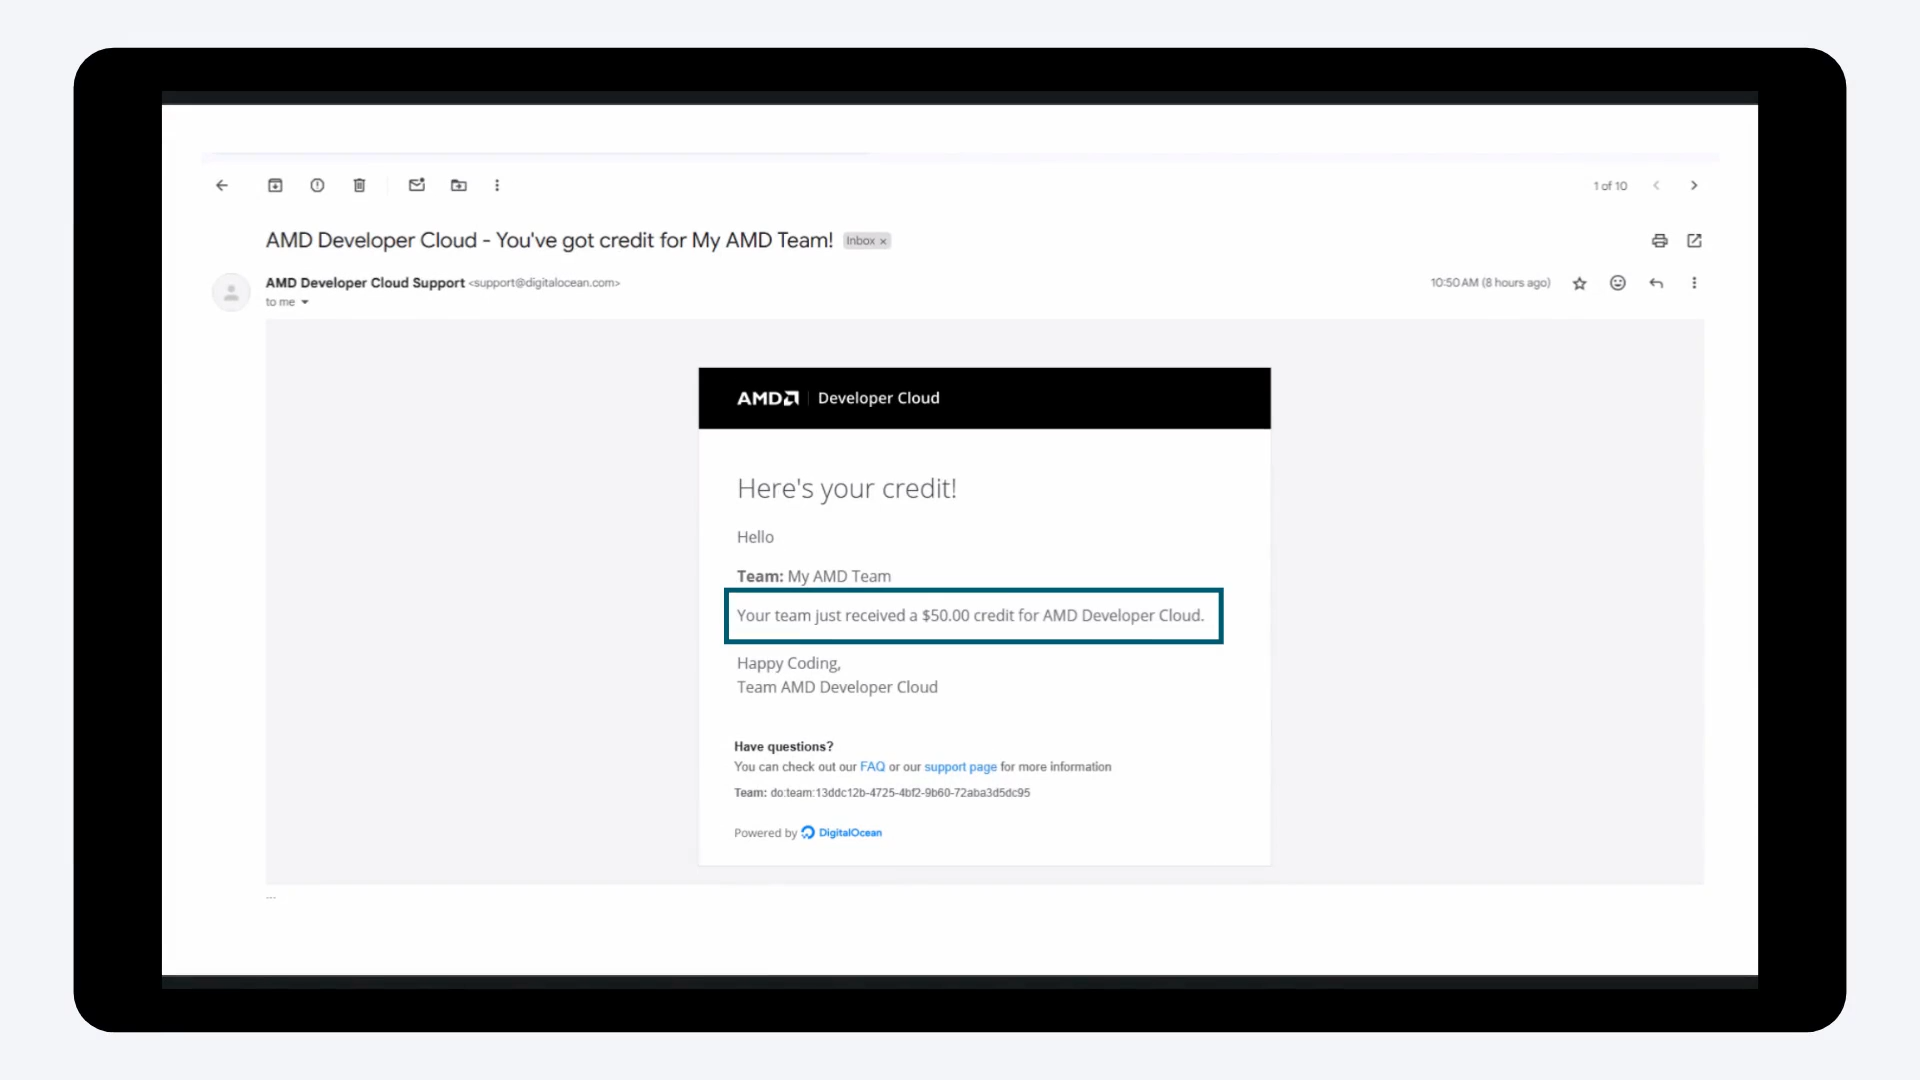 1 of 10
AMD Developer Cloud - You've got credit for My AMD Team! Inbox ×
AMD Developer Cloud Support <support@digitalocean.com> 10:50 AM (8 hours ago)
to me
AMD Developer Cloud
Here's your credit!
Hello
Team: My AMD Team
Your team just received a $50.00 credit for AMD Developer Cloud.
Happy Coding,
Team AMD Developer Cloud
Have questions?
You can check out our FAQ or our support page for more information
Team: do:team:13ddc12b-4725-4bf2-9b60-72aba3d5dc95
Powered by DigitalOcean
...